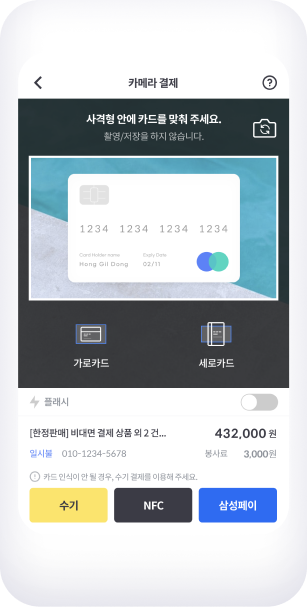 카메라 결제
사격형 안에 카드를 맞춰 주세요.
촬영/저장을 하지 않습니다.
1234 1234 1234 1234
Card Holder name Expiry Date
Hong Gil Dong 02/11
가로카드 세로카드
플래시
[한정판매] 비대면 결제 상품 외 2 건... 432,000 원
일시불 010-1234-5678 봉사료 3,000원
카드 인식이 안 될 경우, 수기 결제를 이용해 주세요.
수기 NFC 삼성페이